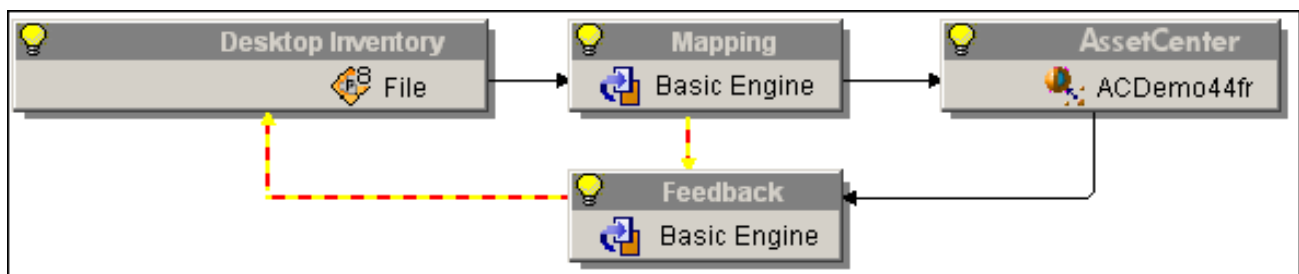 Desktop Inventory
File
Mapping
Basic Engine
AssetCenter
ACDemo44fr
Feedback
Basic Engine